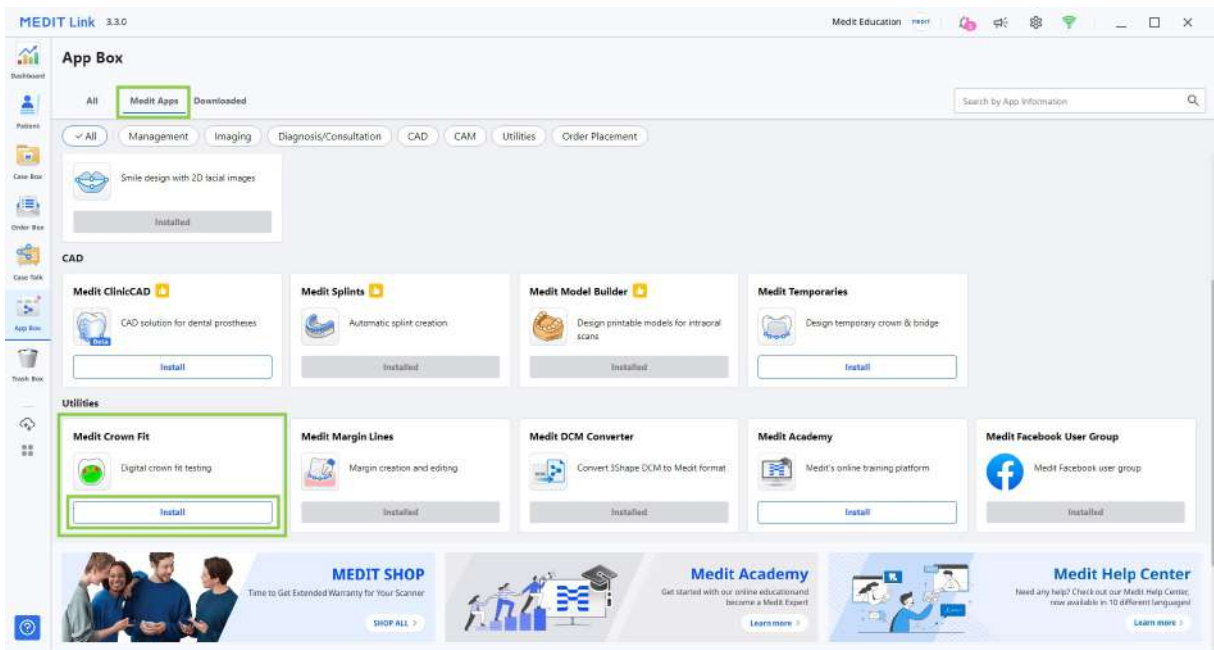 MEDIT Link 3.3.0
Medit Education
App Box
Dashboard
Patient
Case Box
Order Box
Case Talk
App Box
Trash Box
All Medit Apps Downloaded
Search by App Information
All Management Imaging Diagnosis/Consultation CAD CAM Utilities Order Placement
Smile design with 2D facial images
Installed
CAD
Medit ClinicCAD
CAD solution for dental prostheses
Beta
Install
Medit Splints
Automatic splint creation
Installed
Medit Model Builder
Design printable models for intraoral
scans
Installed
Medit Temporaries
Design temporary crown & bridge
Install
Utilities
Medit Crown Fit
Digital crown fit testing
Install
Medit Margin Lines
Margin creation and editing
Installed
Medit DCM Converter
Convert 3Shape DCM to Medit format
Installed
Medit Academy
Medit's online training platform
Install
Medit Facebook User Group
Medit Facebook user group
Installed
MEDIT SHOP
Time to Get Extended Warranty for Your Scanner
SHOP ALL >
Medit Academy
Get started with our online educationand
become a Medit Expert
Learn more >
Medit Help Center
Need any help? Check out our Medit Help Center,
now available in 10 different languages!
Learn more >